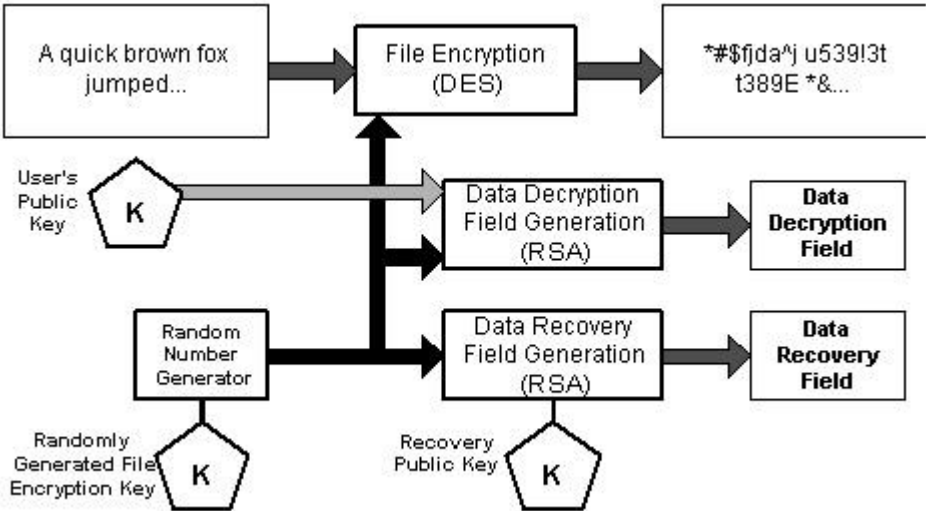 A quick brown fox
jumped...
File Encryption
(DES)
*#$fjda^j u539!3t
t389E *&...
User's
Public
Key
K
Data Decryption
Field Generation
(RSA)
Data
Decryption
Field
Random
Number
Generator
Data Recovery
Field Generation
(RSA)
Data
Recovery
Field
Randomly
Generated File
Encryption Key
K
Recovery
Public Key
K